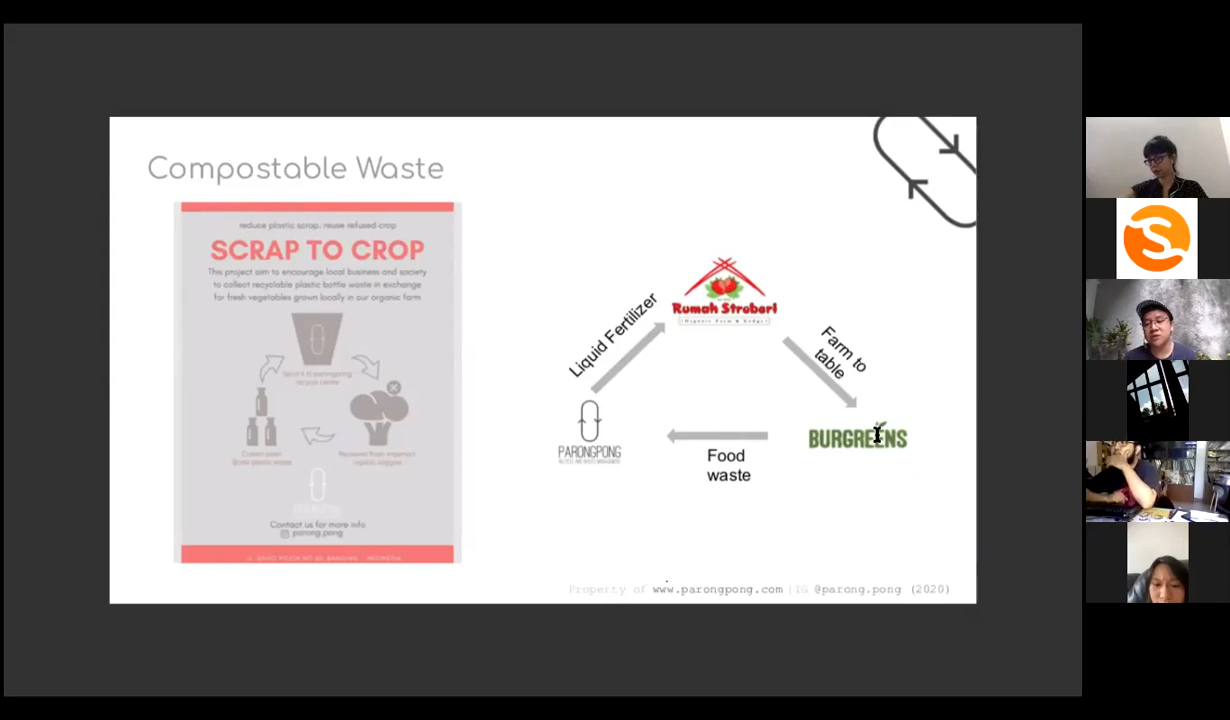 Compostable Waste
reduce plastic scrap. reuse refused crop
SCRAP TO CROP
This project aim to encourage local business and society
to collect recyclable plastic bottle waste in exchange
for fresh vegetables grown locally in our organic farm
Contact us for more info
parong.pong
Liquid Fertilizer
Rumah Stroberi
Organic Farm & Lodge
Farm to
table
PARONGPONG
BURGREENS
Food
waste
Property of www.parongpong.com | IG @parong.pong (2020)